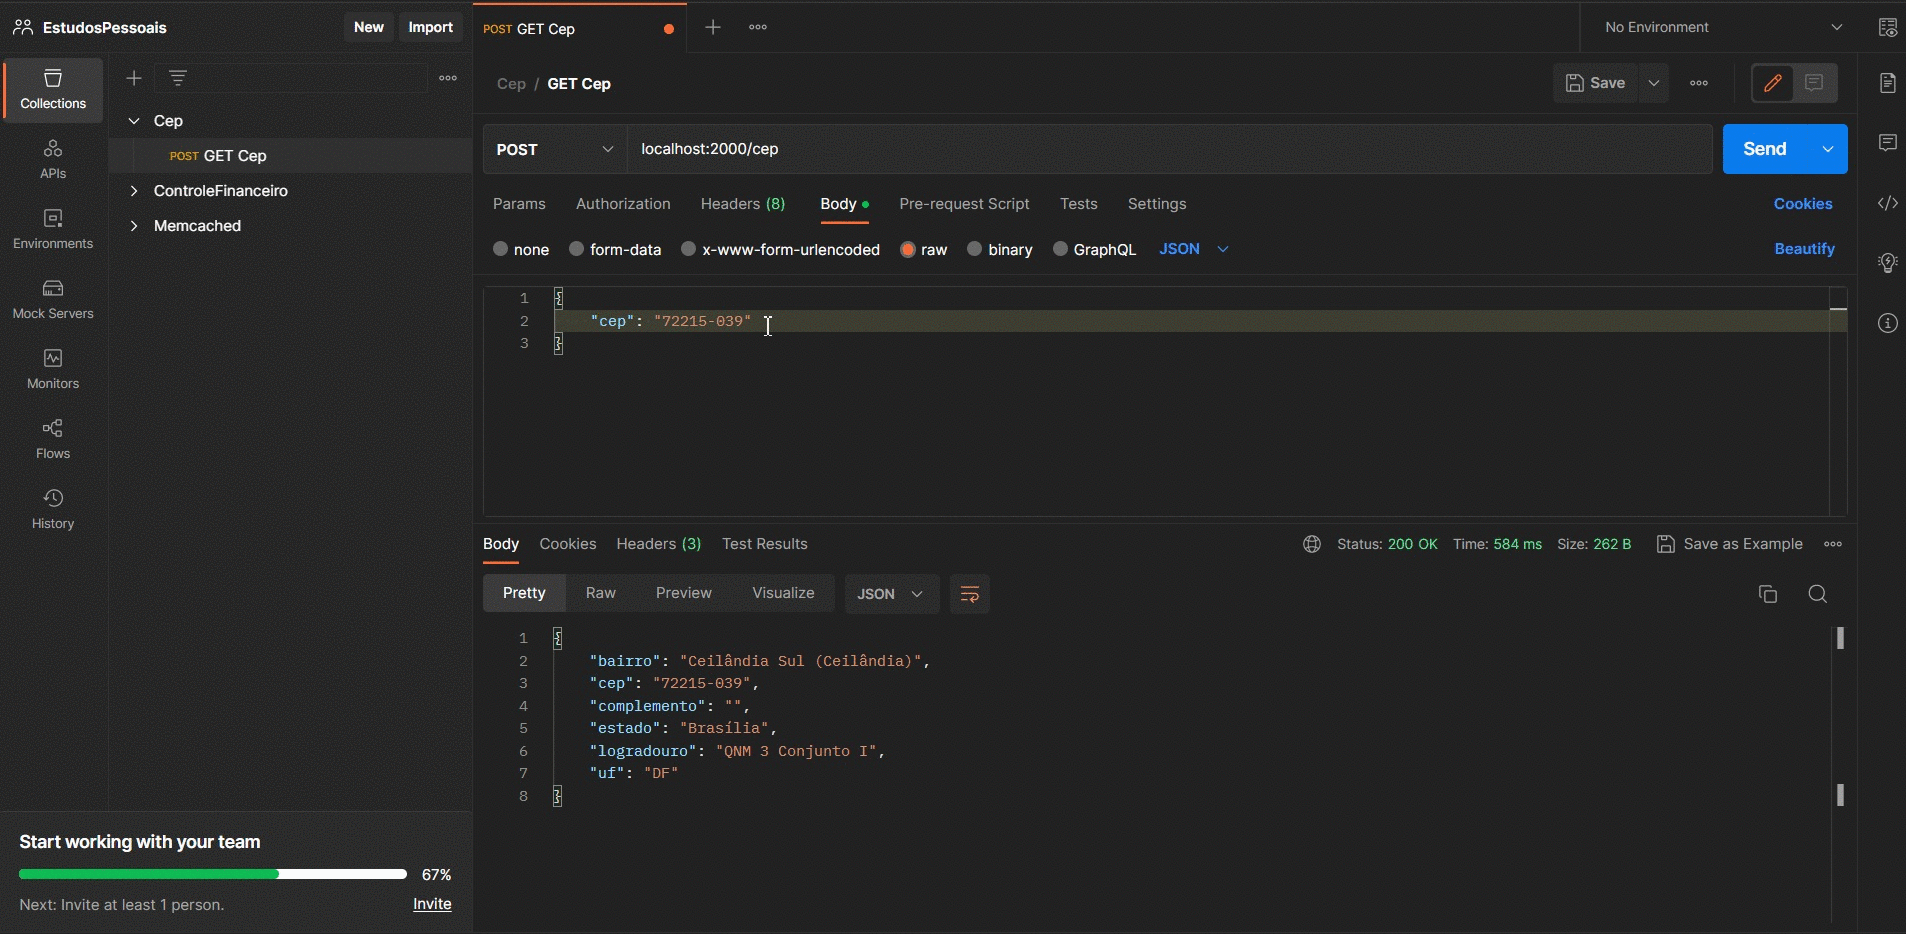 EstudosPessoais
New
Import
POST GET Cep
No Environment
Collections
APIs
Environments
Mock Servers
Monitors
Flows
History
Cep
POST GET Cep
ControleFinanceiro
Memcached
Cep / GET Cep
Save
POST
localhost:2000/cep
Send
Params
Authorization
Headers (8)
Body
Pre-request Script
Tests
Settings
Cookies
none
form-data
x-www-form-urlencoded
raw
binary
GraphQL
JSON
Beautify
1 {
2 "cep": "72215-039"
3 }
Body
Cookies
Headers (3)
Test Results
Status: 200 OK
Time: 584 ms
Size: 262 B
Save as Example
Pretty
Raw
Preview
Visualize
JSON
1 {
2 "bairro": "Ceilândia Sul (Ceilândia)",
3 "cep": "72215-039",
4 "complemento": "",
5 "estado": "Brasília",
6 "logradouro": "QNM 3 Conjunto I",
7 "uf": "DF"
8 }
Start working with your team
67%
Next: Invite at least 1 person.
Invite